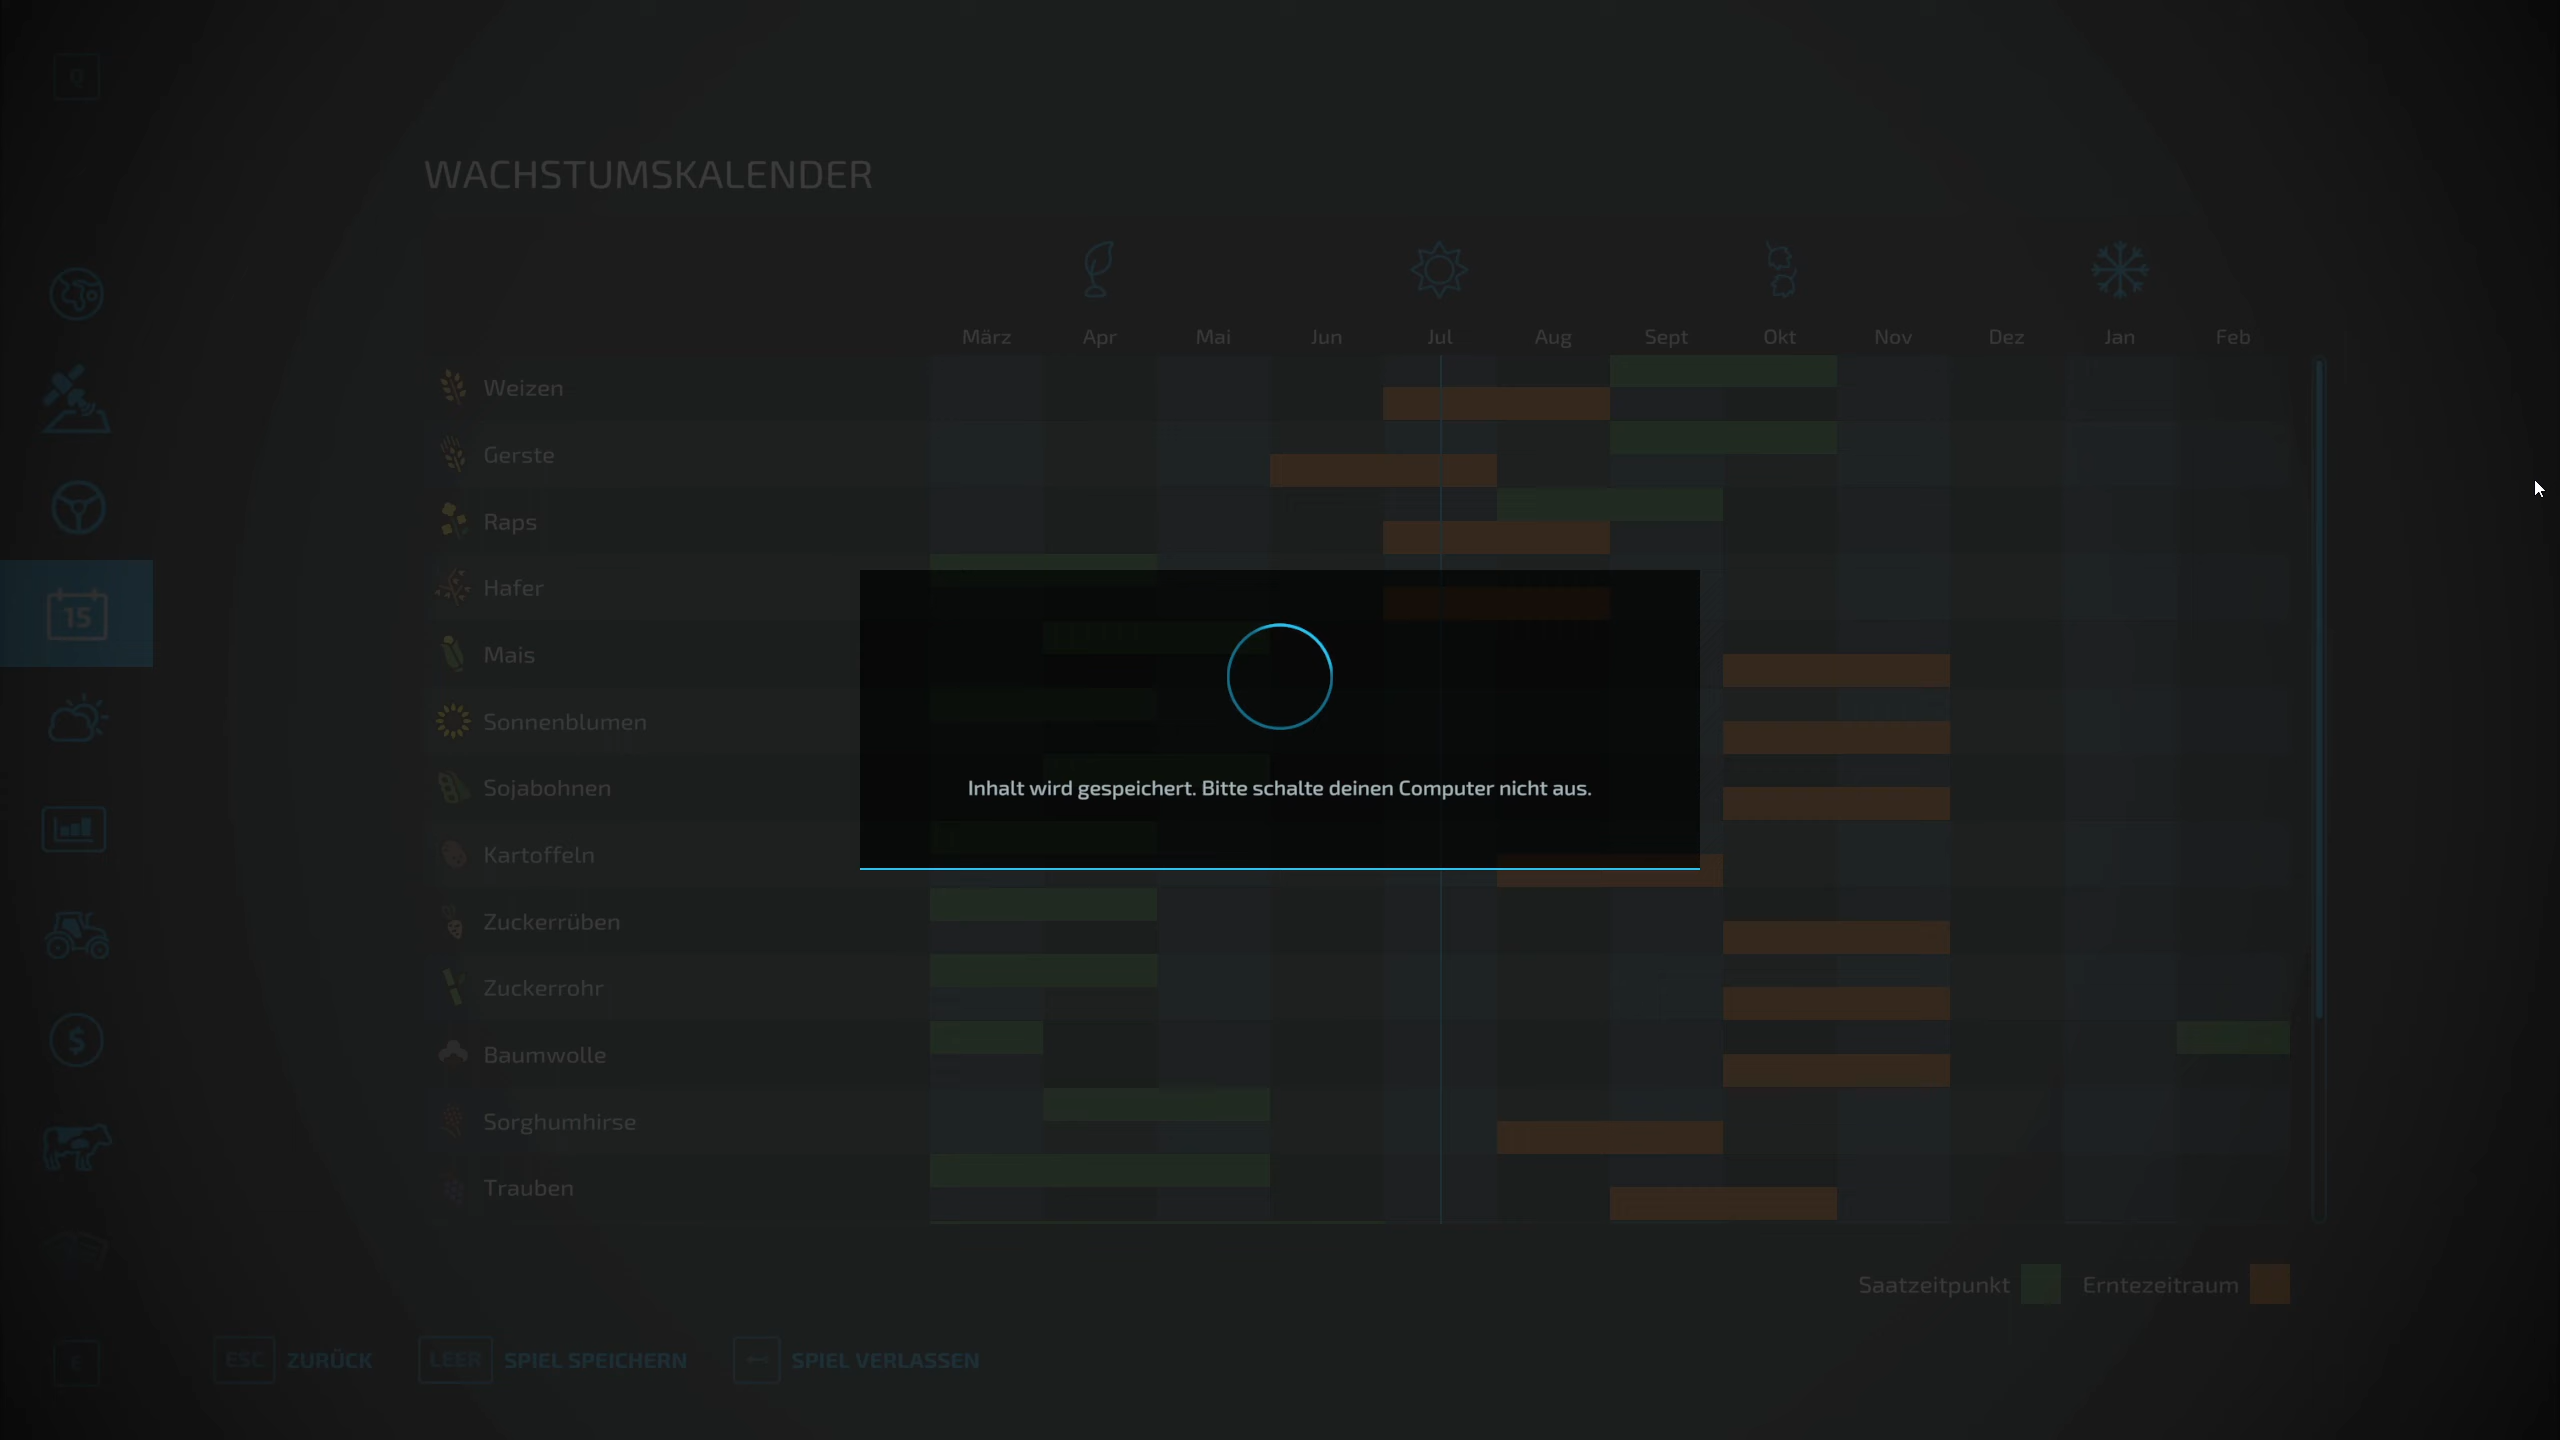 Q
WACHSTUMSKALENDER
März Apr Mai Jun Jul Aug Sept Okt Nov Dez Jan Feb
Weizen
Gerste
Raps
Hafer
15
Mais
Sonnenblumen
Sojabohnen
Inhalt wird gespeichert. Bitte schalte deinen Computer nicht aus.
Kartoffeln
Zuckerrüben
Zuckerrohr
$
Baumwolle
Sorghumhirse
Trauben
Saatzeitpunkt Erntezeitraum
E ESC ZURÜCK LEER SPIEL SPEICHERN SPIEL VERLASSEN